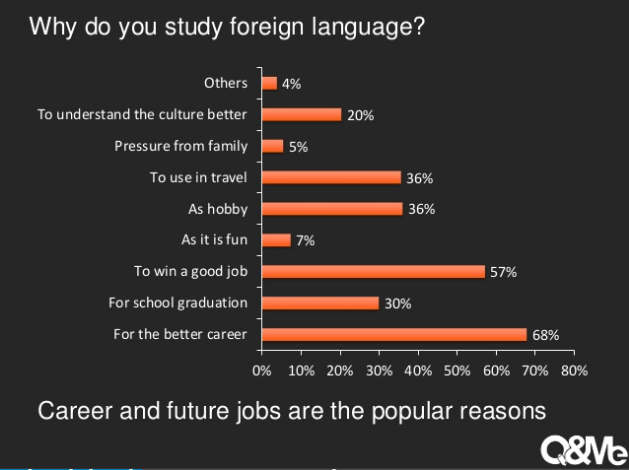 Why do you study foreign language?
Others 4%
To understand the culture better 20%
Pressure from family 5%
To use in travel 36%
As hobby 36%
As it is fun 7%
To win a good job 57%
For school graduation 30%
For the better career 68%
0% 10% 20% 30% 40% 50% 60% 70% 80%
Career and future jobs are the popular reasons
Q&Me